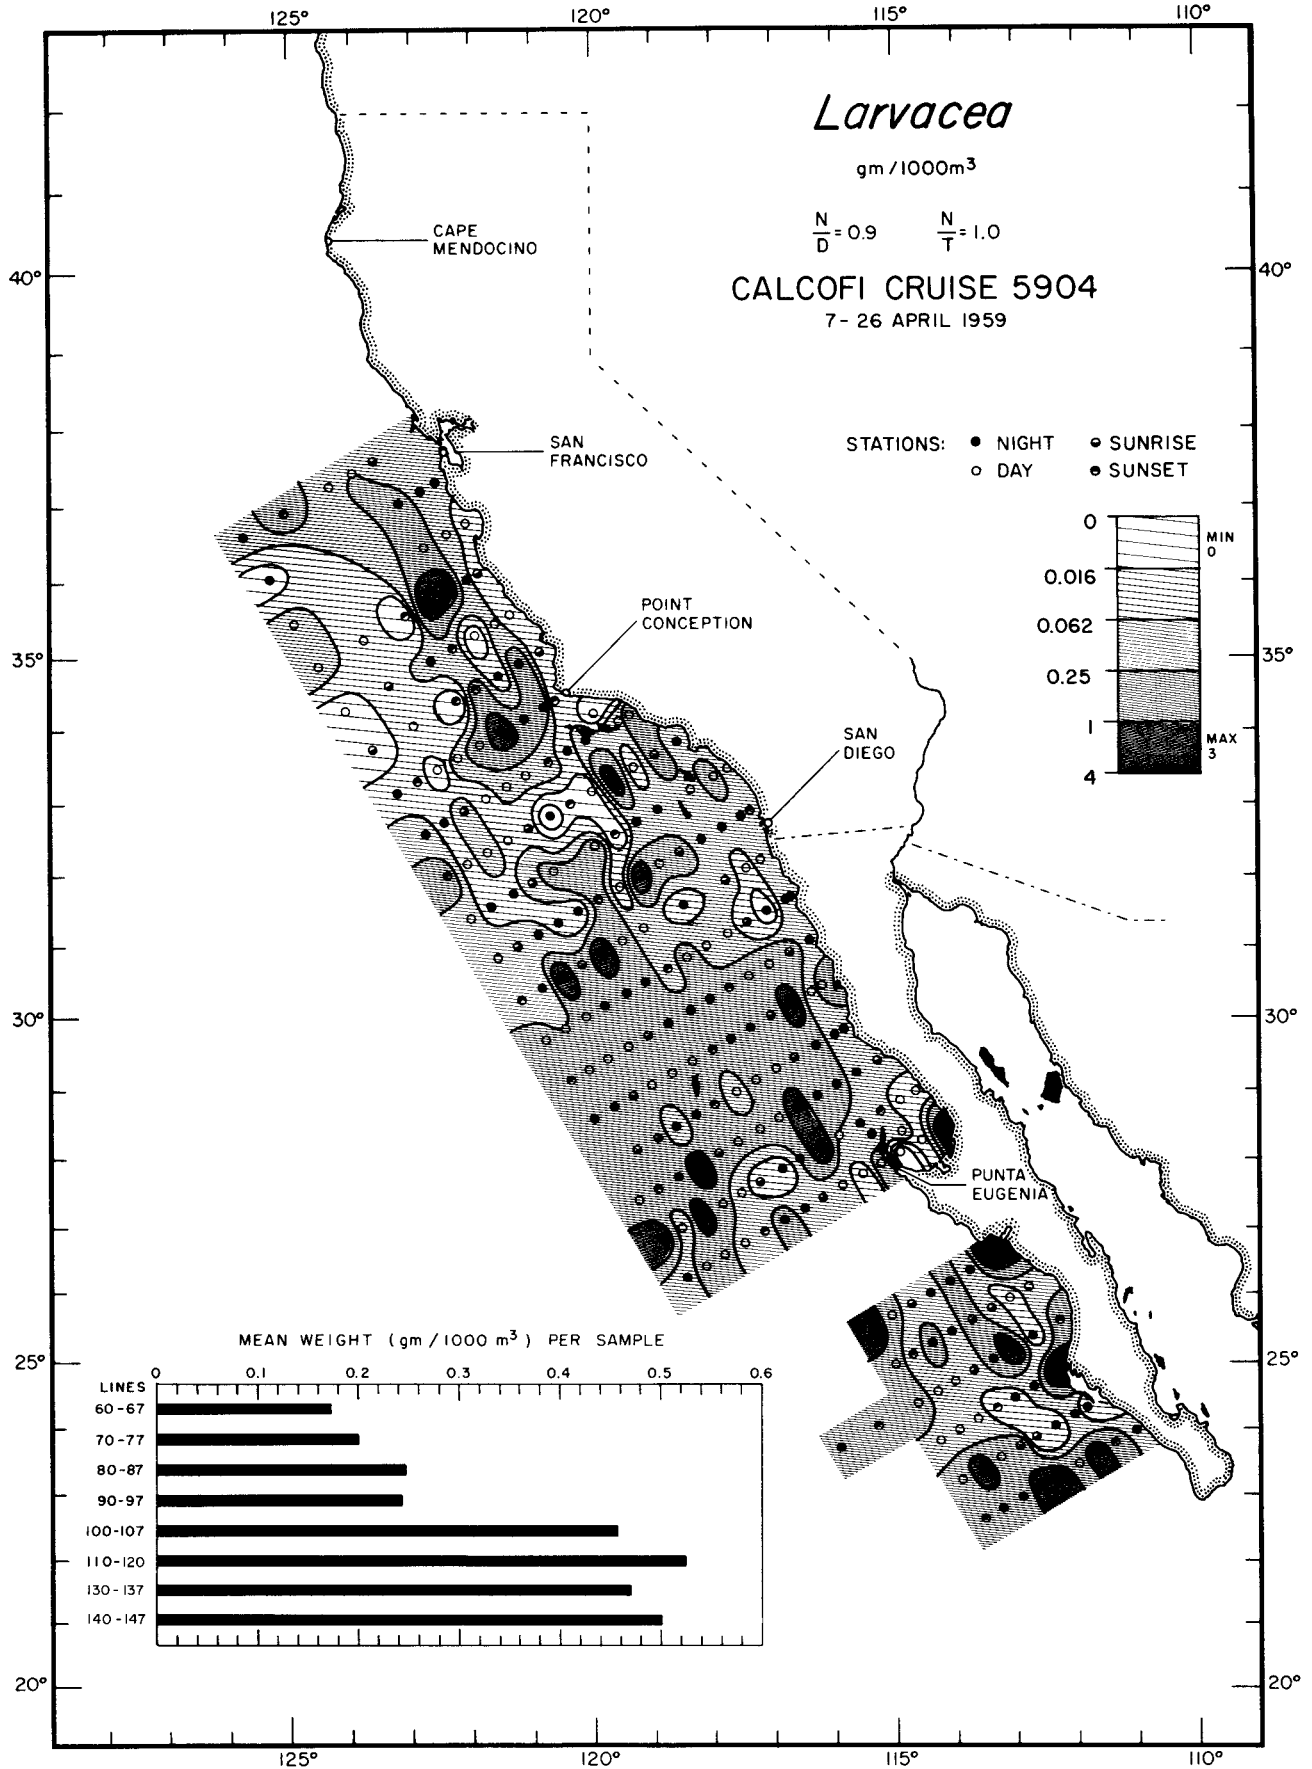 125° 120° 115° 110°
Larvacea
gm/1000m³
N/D = 0.9 N/T = 1.0
CALCOFI CRUISE 5904
7-26 APRIL 1959
CAPE
MENDOCINO
40° 40°
STATIONS: ● NIGHT SUNRISE
○ DAY SUNSET
SAN
FRANCISCO
0
MIN
0
0.016
0.062
0.25
1
MAX
3
4
POINT
CONCEPTION
35° 35°
SAN
DIEGO
30° 30°
PUNTA
EUGENIA
25° 25°
MEAN WEIGHT (gm/1000 m³) PER SAMPLE
0 0.1 0.2 0.3 0.4 0.5 0.6
LINES
60-67
70-77
80-87
90-97
100-107
110-120
130-137
140-147
20° 20°
125° 120° 115° 110°